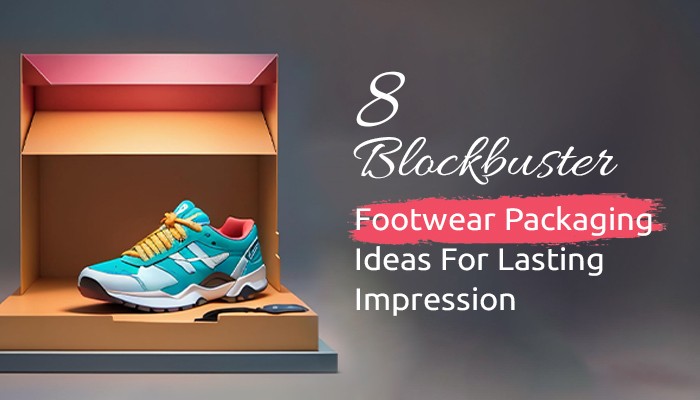 8
Blockbuster
Footwear Packaging
Ideas For Lasting
Impression